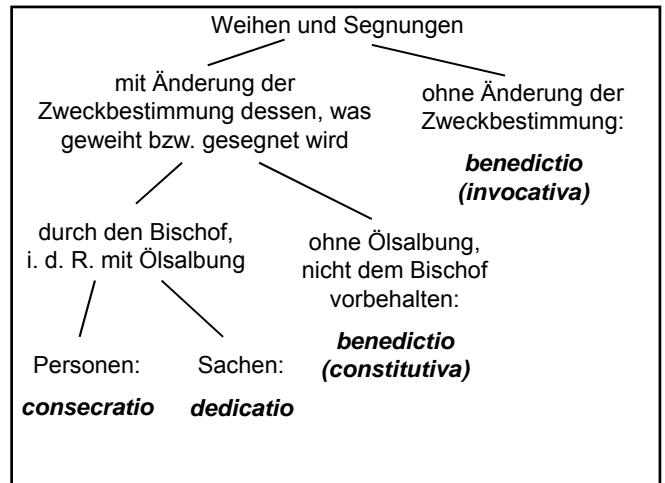 Weihen und Segnungen
mit Änderung der
Zweckbestimmung dessen, was
geweiht bzw. gesegnet wird
ohne Änderung der
Zweckbestimmung:
benedictio
(invocativa)
durch den Bischof,
i. d. R. mit Ölsalbung
ohne Ölsalbung,
nicht dem Bischof
vorbehalten:
benedictio
(constitutiva)
Personen:
consecratio
Sachen:
dedicatio